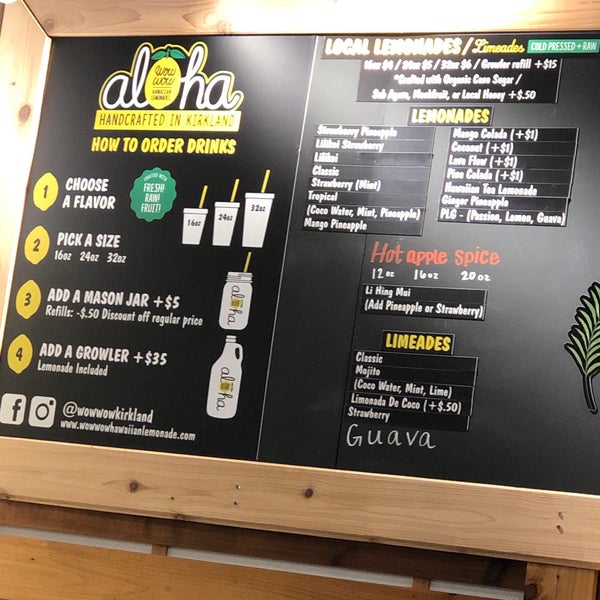 aloha
WOW
WOW
HAWAIIAN
LEMONADE
HANDCRAFTED IN KIRKLAND
HOW TO ORDER DRINKS
1 CHOOSE
A FLAVOR
CRAFTED WITH
FRESH!
RAW!
FRUIT!
16oz
24oz
32oz
2 PICK A SIZE
16oz 24oz 32oz
3 ADD A MASON JAR +$5
Refills: -$.50 Discount off regular price
aloha
4 ADD A GROWLER +$35
Lemonade Included
aloha
@wowwowkirkland
www.wowwowhawaiianlemonade.com
LOCAL LEMONADES / Limeades COLD PRESSED + RAW
16oz $4 / 24oz $5 / 32oz $6 / Growler refill +$15
*Crafted with Organic Cane Sugar /
Sub Agave, Monkfruit, or Local Honey +$.50
LEMONADES
Strawberry Pineapple
Lilikui Strawberry
Lilikui
Classic
Strawberry (Mint)
Tropical
(Coco Water, Mint, Pineapple)
Mango Pineapple
Mango Colada (+$1)
Coconut (+$1)
Lava Flow (+$1)
Pine Colada (+$1)
Hawaiian Tea Lemonade
Ginger Pineapple
PLG - (Passion, Lemon, Guava)
Hot apple Spice
12oz 16oz 20oz
Li Hing Mui
(Add Pineapple or Strawberry)
LIMEADES
Classic
Mojito
(Coco Water, Mint, Lime)
Limonada De Coco (+$.50)
Strawberry
Guava